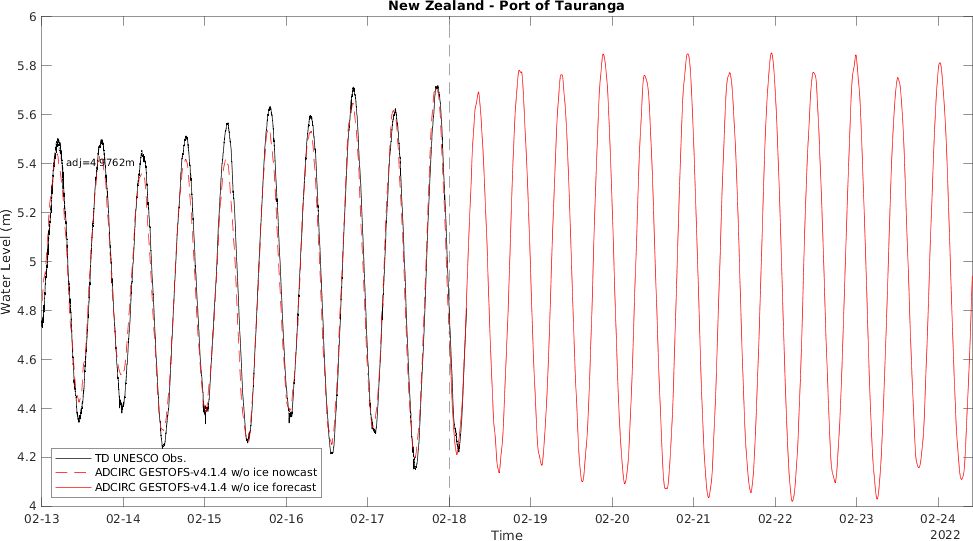 New Zealand - Port of Tauranga
Water Level (m)
6
5.8
5.6
5.4
5.2
5
4.8
4.6
4.4
4.2
4
adj=4.9762m
TD UNESCO Obs.
ADCIRC GESTOFS-v4.1.4 w/o ice nowcast
ADCIRC GESTOFS-v4.1.4 w/o ice forecast
02-13 02-14 02-15 02-16 02-17 02-18 02-19 02-20 02-21 02-22 02-23 02-24
Time
2022